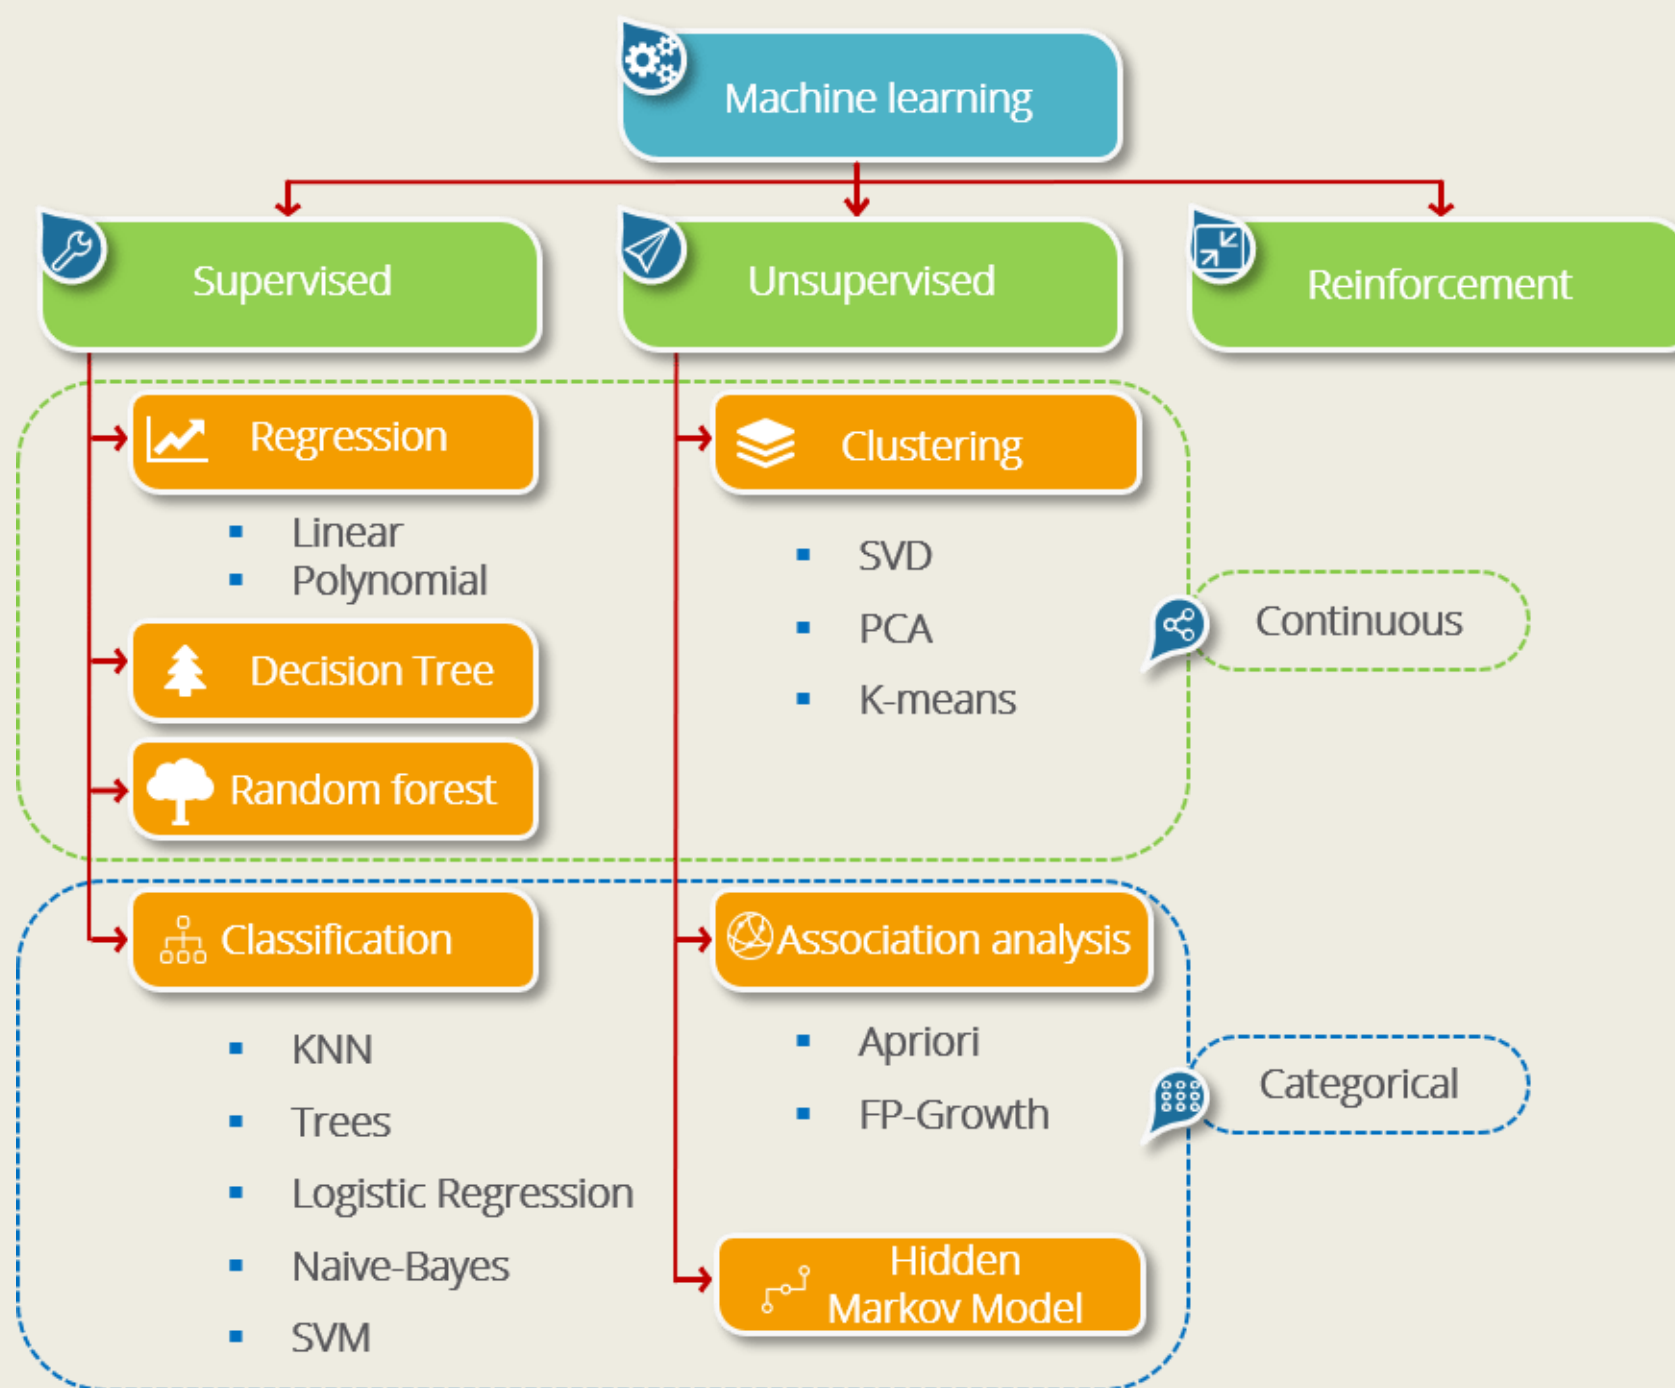 Machine learning
Supervised
Unsupervised
Reinforcement
Regression
Linear
Polynomial
Decision Tree
Random forest
Clustering
SVD
PCA
K-means
Continuous
Classification
KNN
Trees
Logistic Regression
Naive-Bayes
SVM
Association analysis
Apriori
FP-Growth
Hidden
Markov Model
Categorical